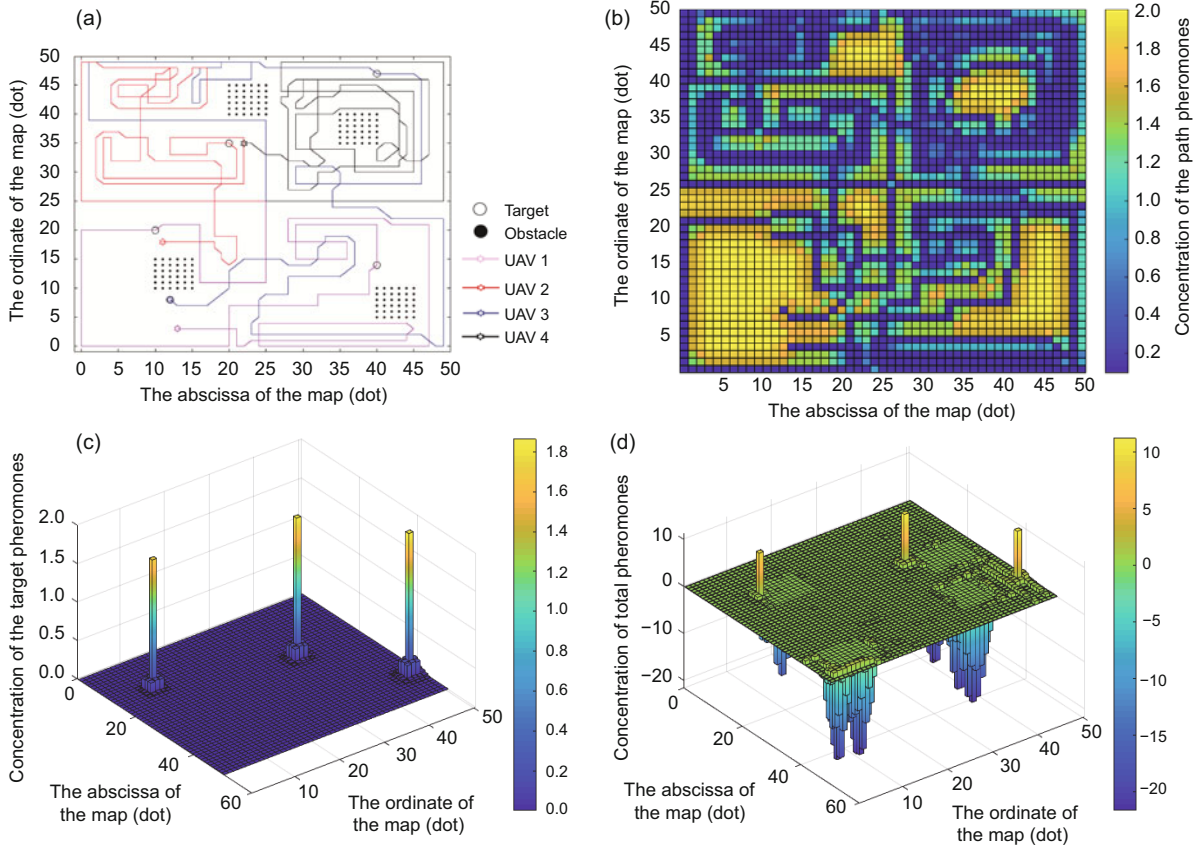 (a)
The ordinate of the map (dot)
50
45
40
35
30
25
20
15
10
5
0
0 5 10 15 20 25 30 35 40 45 50
The abscissa of the map (dot)
Target
Obstacle
UAV 1
UAV 2
UAV 3
UAV 4
(b)
The ordinate of the map (dot)
50
45
40
35
30
25
20
15
10
5
5 10 15 20 25 30 35 40 45 50
The abscissa of the map (dot)
2.0
1.8
1.6
1.4
1.2
1.0
0.8
0.6
0.4
0.2
Concentration of the path pheromones
(c)
Concentration of the target pheromones
2.0
1.5
1.0
0.5
0.0
0
20
40
60
The abscissa of
the map (dot)
10
20
30
40
50
The ordinate of
the map (dot)
1.8
1.6
1.4
1.2
1.0
0.8
0.6
0.4
0.2
0.0
(d)
Concentration of total pheromones
10
0
−10
−20
0
20
40
60
The abscissa of
the map (dot)
10
20
30
40
50
The ordinate of
the map (dot)
10
5
0
−5
−10
−15
−20